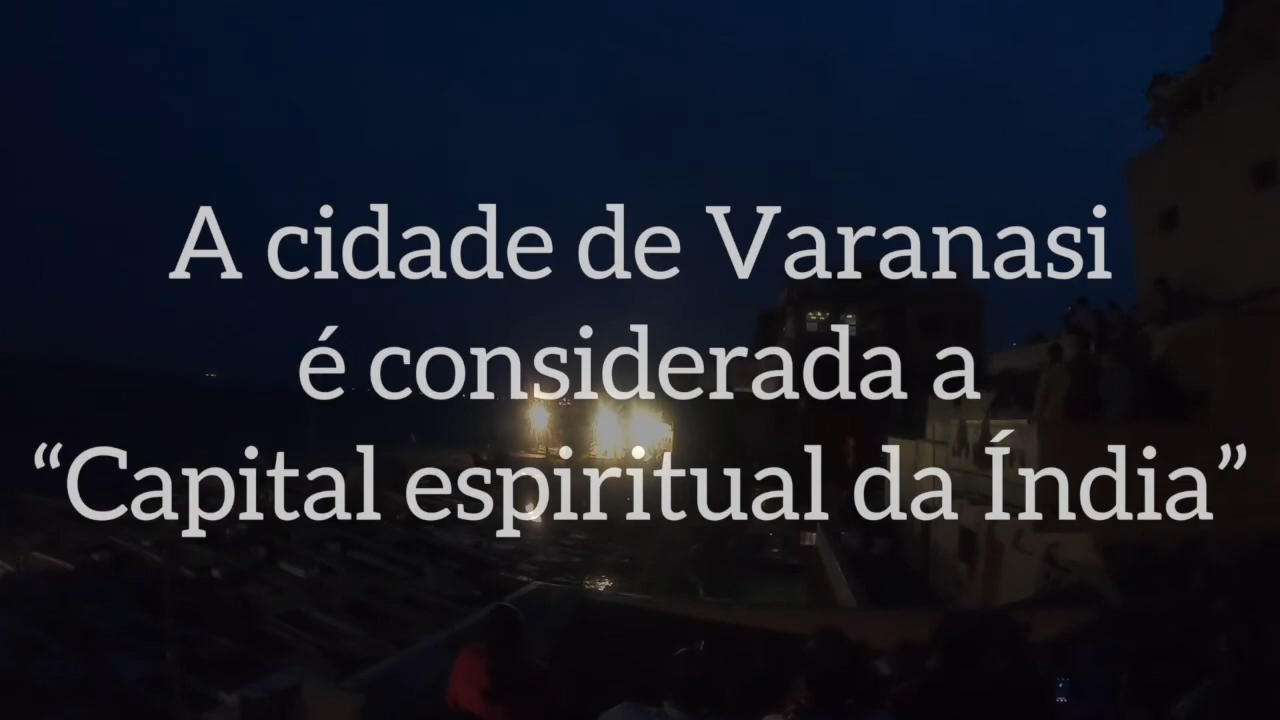 A cidade de Varanasi
é considerada a
“Capital espiritual da Índia”